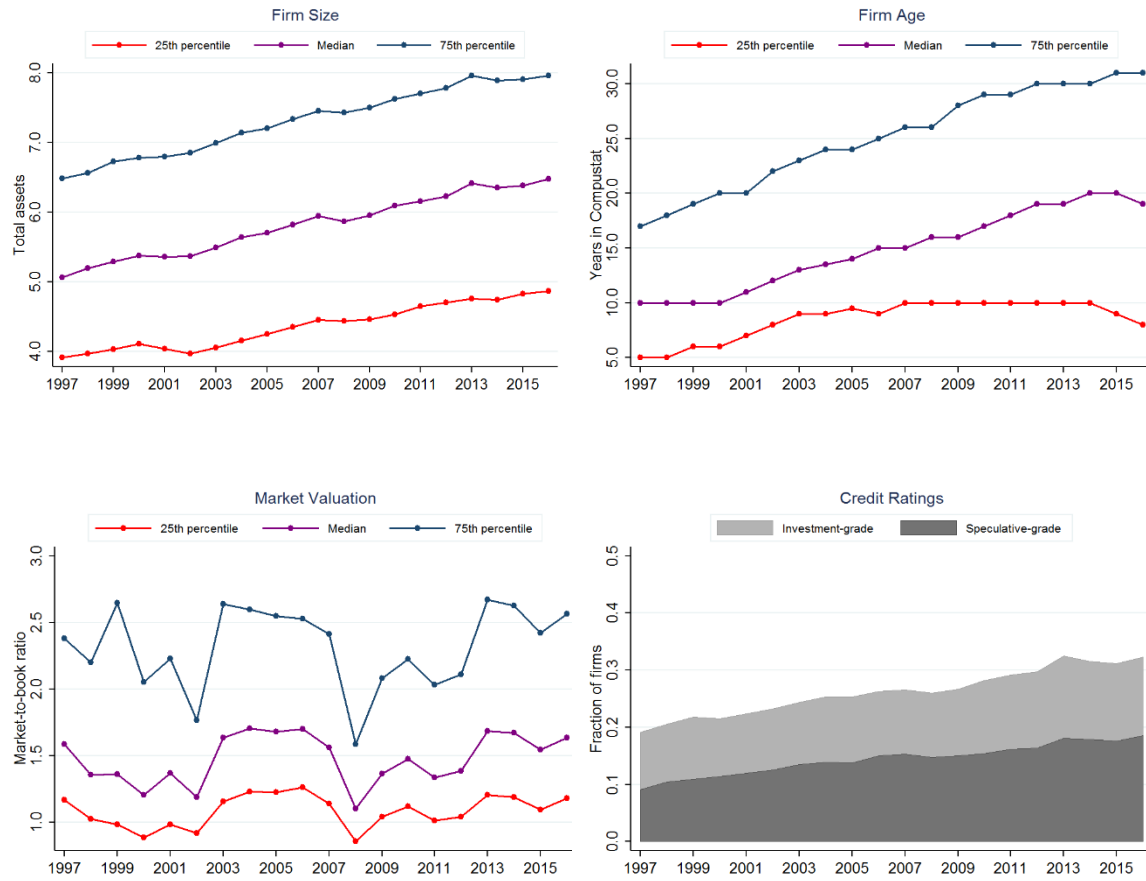 Firm Size
25th percentile Median 75th percentile
Total assets
8.0
7.0
6.0
5.0
4.0
1997 1999 2001 2003 2005 2007 2009 2011 2013 2015
Firm Age
25th percentile Median 75th percentile
Years in Compustat
30.0
25.0
20.0
15.0
10.0
5.0
1997 1999 2001 2003 2005 2007 2009 2011 2013 2015
Market Valuation
25th percentile Median 75th percentile
Market-to-book ratio
3.0
2.5
2.0
1.5
1.0
1997 1999 2001 2003 2005 2007 2009 2011 2013 2015
Credit Ratings
Investment-grade Speculative-grade
Fraction of firms
0.5
0.4
0.3
0.2
0.1
0.0
1997 1999 2001 2003 2005 2007 2009 2011 2013 2015